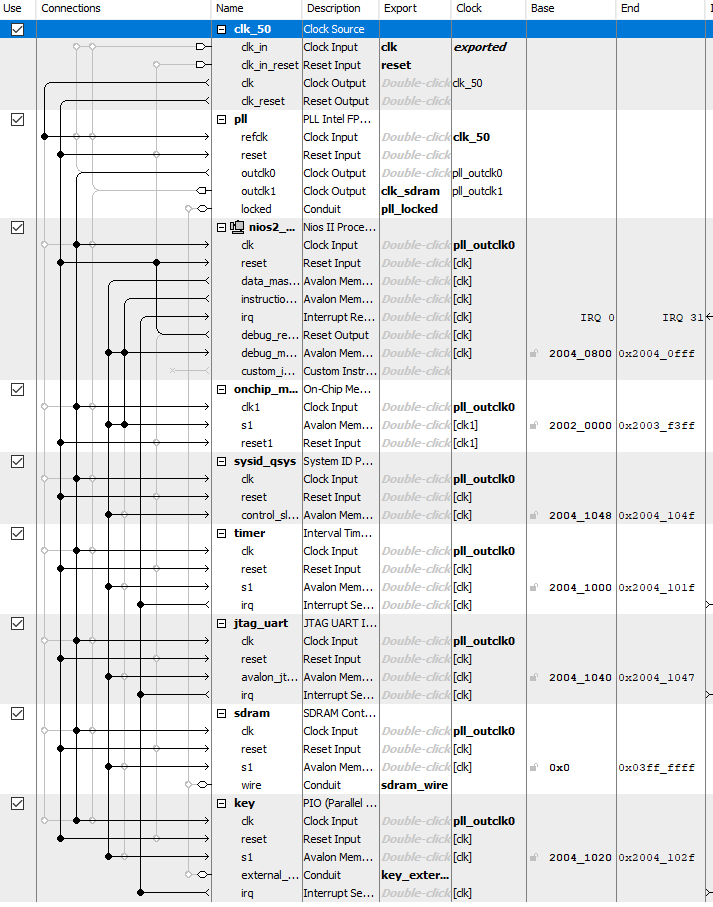 Use Connections Name Description Export Clock Base End
clk_50 Clock Source
clk_in Clock Input clk exported
clk_in_reset Reset Input reset
clk Clock Output Double-click clk_50
clk_reset Reset Output Double-click
pll PLL Intel FP...
refclk Clock Input Double-click clk_50
reset Reset Input Double-click
outclk0 Clock Output Double-click pll_outclk0
outclk1 Clock Output clk_sdram pll_outclk1
locked Conduit pll_locked
nios2_... Nios II Proce...
clk Clock Input Double-click pll_outclk0
reset Reset Input Double-click [clk]
data_mas... Avalon Mem... Double-click [clk]
instructio... Avalon Mem... Double-click [clk]
irq Interrupt Re... Double-click [clk] IRQ 0 IRQ 31
debug_re... Reset Output Double-click [clk]
debug_m... Avalon Mem... Double-click [clk] 2004_0800 0x2004_0fff
custom_i... Custom Instr... Double-click
onchip_m... On-Chip Me...
clk1 Clock Input Double-click pll_outclk0
s1 Avalon Mem... Double-click [clk1] 2002_0000 0x2003_f3ff
reset1 Reset Input Double-click [clk1]
sysid_qsys System ID P...
clk Clock Input Double-click pll_outclk0
reset Reset Input Double-click [clk]
control_sl... Avalon Mem... Double-click [clk] 2004_1048 0x2004_104f
timer Interval Tim...
clk Clock Input Double-click pll_outclk0
reset Reset Input Double-click [clk]
s1 Avalon Mem... Double-click [clk] 2004_1000 0x2004_101f
irq Interrupt Se... Double-click [clk]
jtag_uart JTAG UART I...
clk Clock Input Double-click pll_outclk0
reset Reset Input Double-click [clk]
avalon_jt... Avalon Mem... Double-click [clk] 2004_1040 0x2004_1047
irq Interrupt Se... Double-click [clk]
sdram SDRAM Cont...
clk Clock Input Double-click pll_outclk0
reset Reset Input Double-click [clk]
s1 Avalon Mem... Double-click [clk] 0x0 0x03ff_ffff
wire Conduit sdram_wire
key PIO (Parallel ...
clk Clock Input Double-click pll_outclk0
reset Reset Input Double-click [clk]
s1 Avalon Mem... Double-click [clk] 2004_1020 0x2004_102f
external_... Conduit key_exter...
irq Interrupt Se... Double-click [clk]